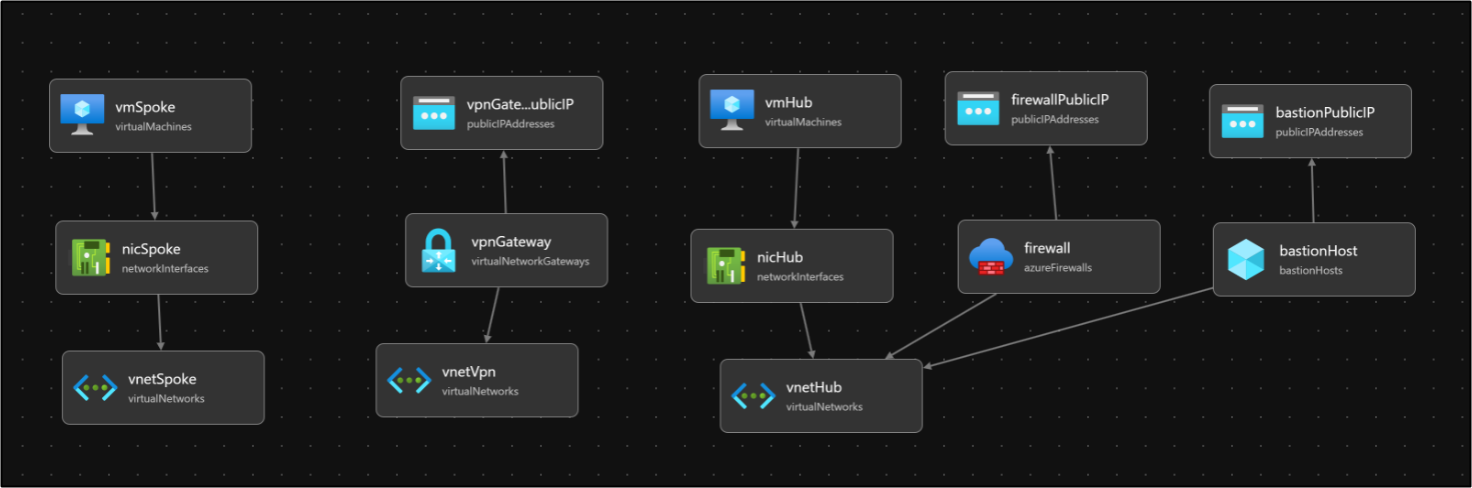 vmSpoke
virtualMachines
vpnGate...ublicIP
publicIPAddresses
vmHub
virtualMachines
firewallPublicIP
publicIPAddresses
bastionPublicIP
publicIPAddresses
nicSpoke
networkInterfaces
vpnGateway
virtualNetworkGateways
nicHub
networkInterfaces
firewall
azureFirewalls
bastionHost
bastionHosts
vnetSpoke
virtualNetworks
vnetVpn
virtualNetworks
vnetHub
virtualNetworks